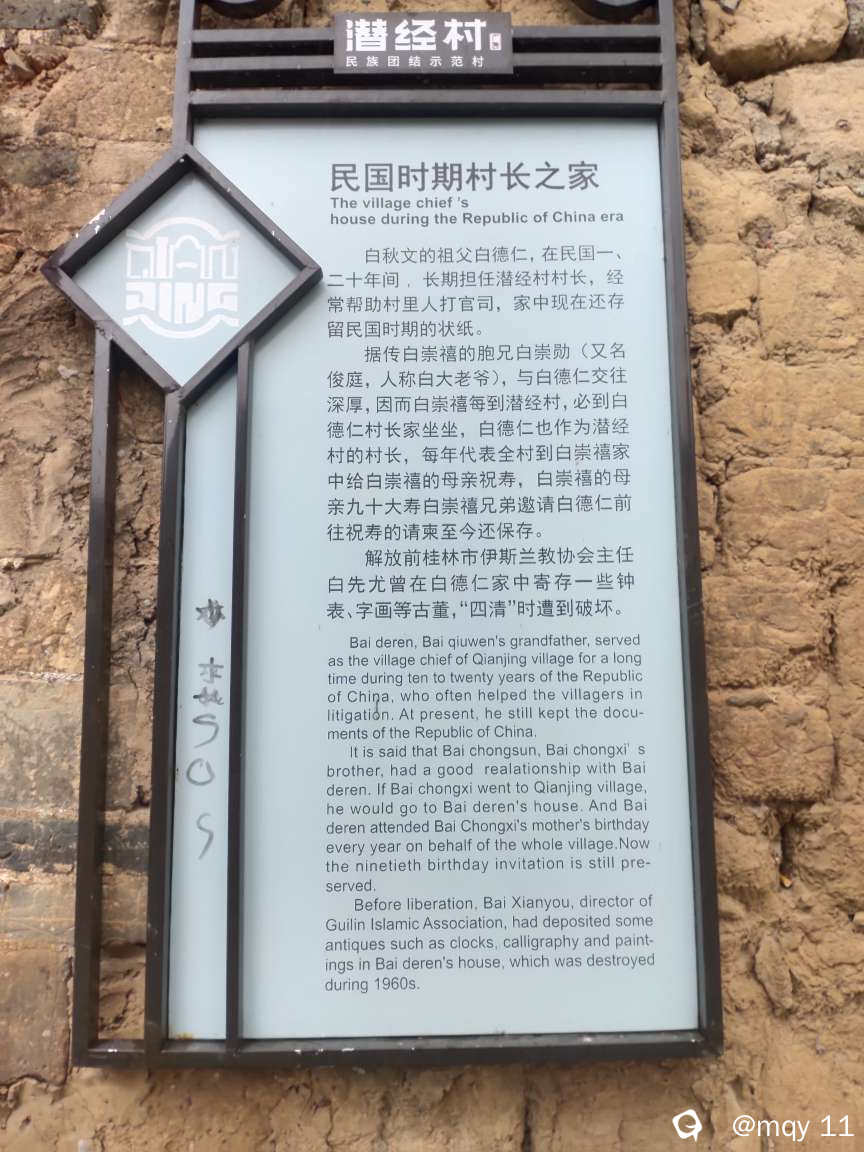 潜经村
民族团结示范村
民国时期村长之家
The village chief 's
house during the Republic of China era
白秋文的祖父白德仁，在民国一、
二十年间，长期担任潜经村村长，经
常帮助村里人打官司，家中现在还存
留民国时期的状纸。
据传白崇禧的胞兄白崇勋（又名
俊庭，人称白大老爷），与白德仁交往
深厚，因而白崇禧每到潜经村，必到白
德仁村长家坐坐，白德仁也作为潜经
村的村长，每年代表全村到白崇禧家
中给白崇禧的母亲祝寿，白崇禧的母
亲九十大寿白崇禧兄弟邀请白德仁前
往祝寿的请柬至今还保存。
解放前桂林市伊斯兰教协会主任
白先尤曾在白德仁家中寄存一些钟
表、字画等古董，“四清”时遭到破坏。
Bai deren, Bai qiuwen's grandfather, served
as the village chief of Qianjing village for a long
time during ten to twenty years of the Republic
of China, who often helped the villagers in
litigation. At present, he still kept the docu-
ments of the Republic of China.
It is said that Bai chongsun, Bai chongxi' s
brother, had a good realationship with Bai
deren. If Bai chongxi went to Qianjing village,
he would go to Bai deren's house. And Bai
deren attended Bai Chongxi's mother's birthday
every year on behalf of the whole village.Now
the ninetieth birthday invitation is still pre-
served.
Before liberation, Bai Xianyou, director of
Guilin Islamic Association, had deposited some
antiques such as clocks, calligraphy and paint-
ings in Bai deren's house, which was destroyed
during 1960s.
JING
SOS
@mqy 11